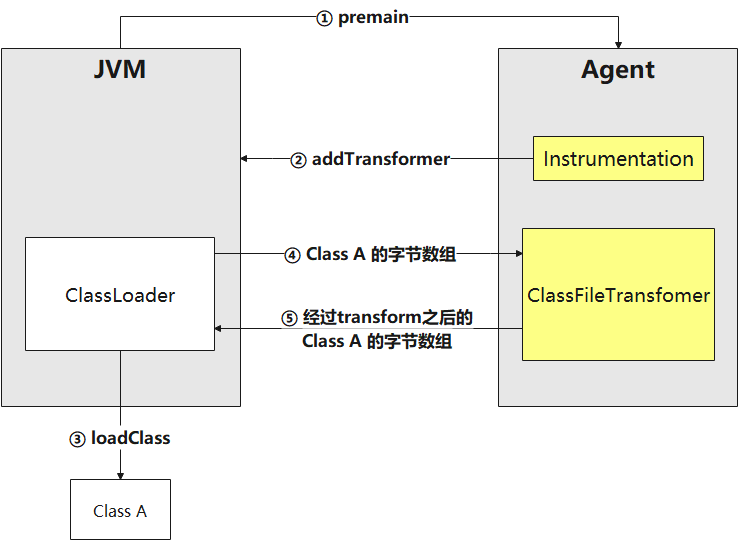 ① premain
JVM
Agent
② addTransformer
Instrumentation
④ Class A 的字节数组
ClassLoader
ClassFileTransfomer
⑤ 经过transform之后的
Class A 的字节数组
③ loadClass
Class A